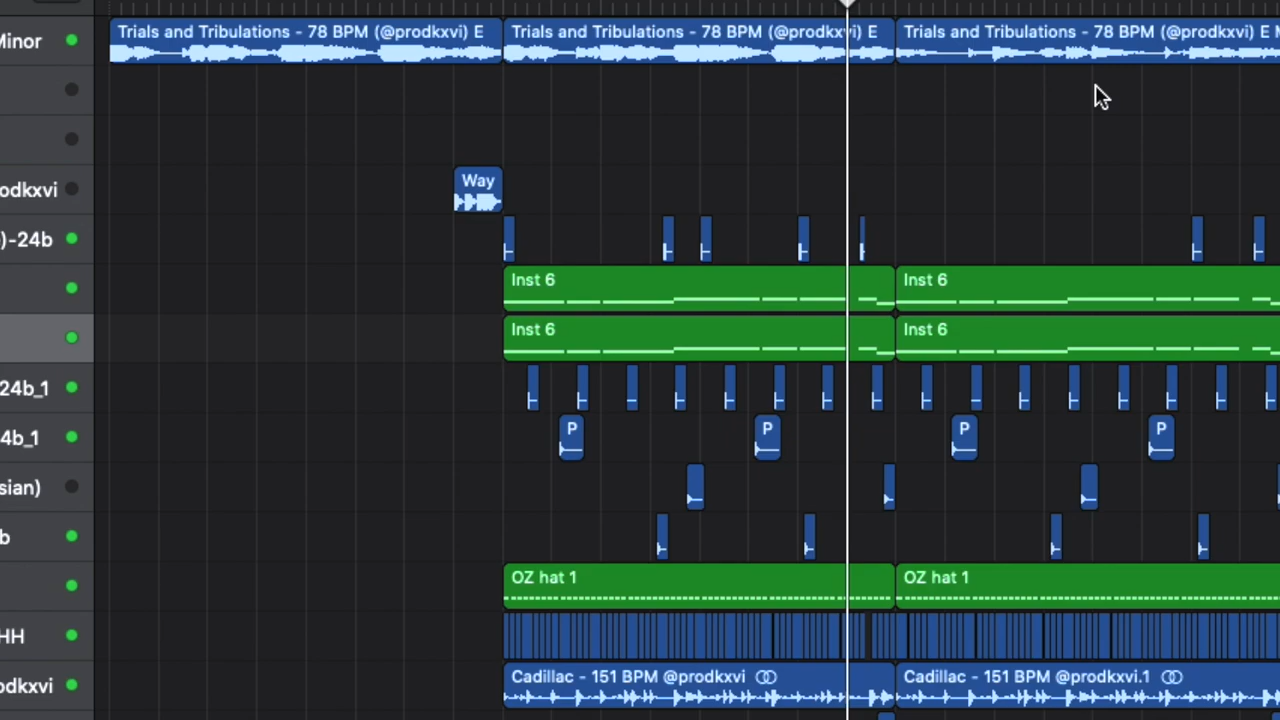 Trials and Tribulations - 78 BPM (@prodkxvi) E
Trials and Tribulations - 78 BPM (@prodkxvi) E
Trials and Tribulations - 78 BPM (@prodkxvi) E M
Minor
Way
odkxvi
)-24b
Inst 6
Inst 6
Inst 6
Inst 6
24b_1
4b_1
P
P
P
P
sian)
b
OZ hat 1
OZ hat 1
HH
odkxvi
Cadillac - 151 BPM @prodkxvi
Cadillac - 151 BPM @prodkxvi.1